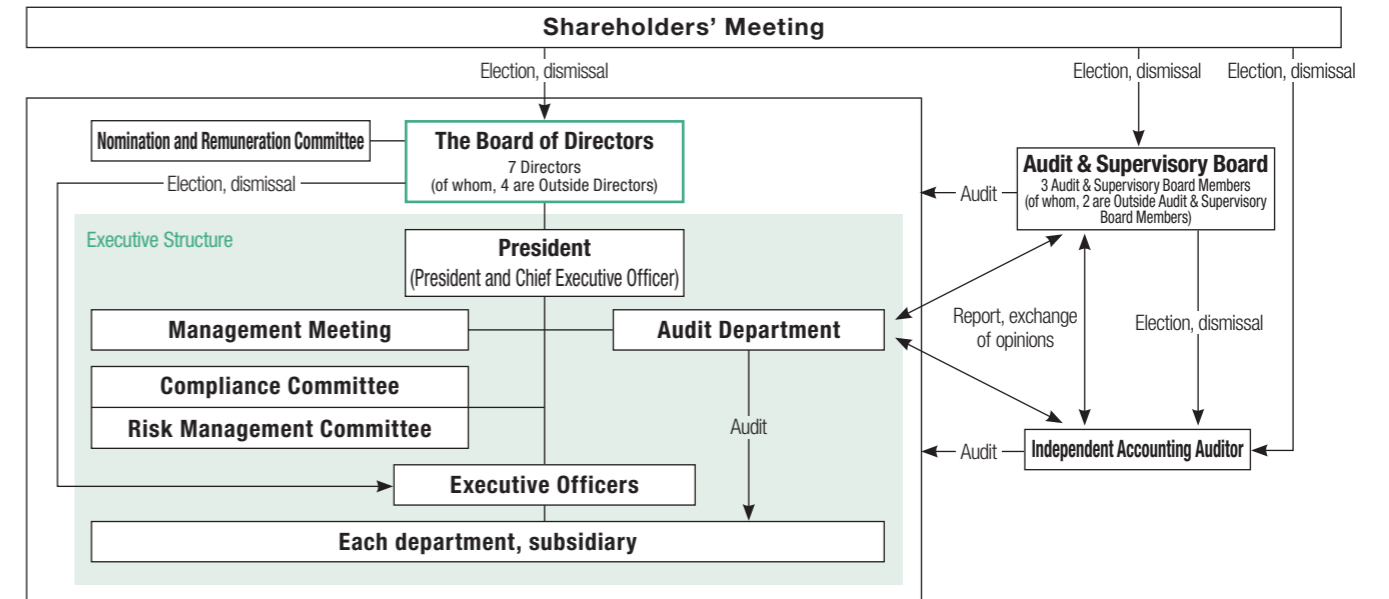 Shareholders' Meeting
Election, dismissal
Election, dismissal
Election, dismissal
Nomination and Remuneration Committee
The Board of Directors
7 Directors
(of whom, 4 are Outside Directors)
Election, dismissal
Audit & Supervisory Board
3 Audit & Supervisory Board Members
(of whom, 2 are Outside Audit & Supervisory
Board Members)
Audit
Executive Structure
President
(President and Chief Executive Officer)
Management Meeting
Audit Department
Report, exchange
of opinions
Election, dismissal
Compliance Committee
Risk Management Committee
Audit
Audit
Independent Accounting Auditor
Executive Officers
Each department, subsidiary